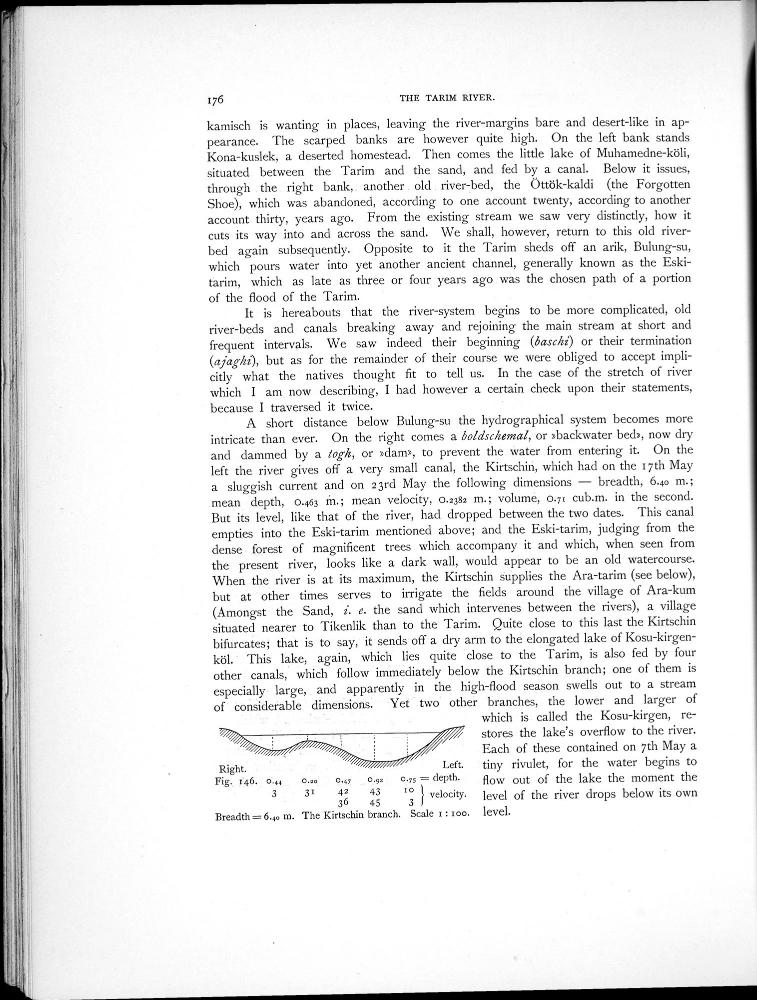 176 THE TARIM RIVER.
kamisch is wanting in places, leaving the river-margins bare and desert-like in ap-
pearance. The scarped banks are however quite high. On the left bank stands
Kona-kuslek, a deserted homestead. Then comes the little lake of Muhamedne-köli,
situated between the Tarim and the sand, and fed by a canal. Below it issues,
through the right bank, another old river-bed, the Öttök-kaldi (the Forgotten
Shoe), which was abandoned, according to one account twenty, according to another
account thirty, years ago. From the existing stream we saw very distinctly, how it
cuts its way into and across the sand. We shall, however, return to this old river-
bed again subsequently. Opposite to it the Tarim sheds off an arik, Bulung-su,
which pours water into yet another ancient channel, generally known as the Eski-
tarim, which as late as three or four years ago was the chosen path of a portion
of the flood of the Tarim.
It is hereabouts that the river-system begins to be more complicated, old
river-beds and canals breaking away and rejoining the main stream at short and
frequent intervals. We saw indeed their beginning (baschi) or their termination
(ajaghi), but as for the remainder of their course we were obliged to accept impli-
citly what the natives thought fit to tell us. In the case of the stretch of river
which I am now describing, I had however a certain check upon their statements,
because I traversed it twice.
A short distance below Bulung-su the hydrographical system becomes more
intricate than ever. On the right comes a boldschemal, or »backwater bed», now dry
and dammed by a togh, or »dam», to prevent the water from entering it. On the
left the river gives off a very small canal, the Kirtschin, which had on the 17th May
a sluggish current and on 23rd May the following dimensions — breadth, 6.40 m.;
mean depth, 0.463 m.; mean velocity, 0.2382 m.; volume, 0.71 cub.m. in the second.
But its level, like that of the river, had dropped between the two dates. This canal
empties into the Eski-tarim mentioned above; and the Eski-tarim, judging from the
dense forest of magnificent trees which accompany it and which, when seen from
the present river, looks like a dark wall, would appear to be an old watercourse.
When the river is at its maximum, the Kirtschin supplies the Ara-tarim (see below),
but at other times serves to irrigate the fields around the village of Ara-kum
(Amongst the Sand, i. e. the sand which intervenes between the rivers), a village
situated nearer to Tikenlik than to the Tarim. Quite close to this last the Kirtschin
bifurcates; that is to say, it sends off a dry arm to the elongated lake of Kosu-kirgen-
köl. This lake, again, which lies quite close to the Tarim, is also fed by four
other canals, which follow immediately below the Kirtschin branch; one of them is
especially large, and apparently in the high-flood season swells out to a stream
of considerable dimensions. Yet two other branches, the lower and larger of
which is called the Kosu-kirgen, re-
stores the lake's overflow to the river.
Each of these contained on 7th May a
tiny rivulet, for the water begins to
flow out of the lake the moment the
level of the river drops below its own
level.
Right. Left.
Fig. 146. 0.44 0.20 0.47 0.92 0.75 = depth.
3 31 42 43 10 } velocity.
36 45 3
Breadth = 6.40 m. The Kirtschin branch. Scale 1 : 100.